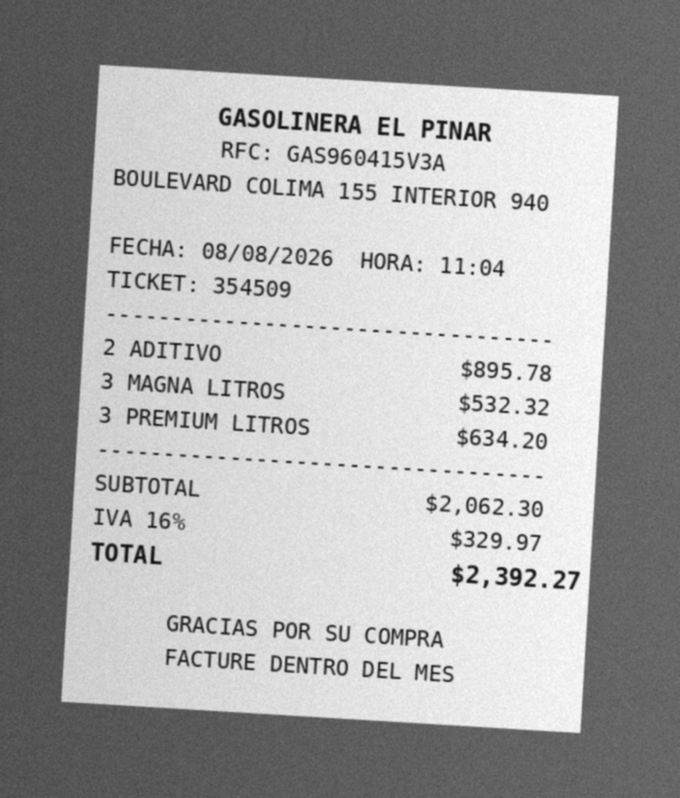 GASOLINERA EL PINAR
RFC: GAS960415V3A
BOULEVARD COLIMA 155 INTERIOR 940
FECHA: 08/08/2026  HORA: 11:04
TICKET: 354509
----------------------------------
2 ADITIVO $895.78
3 MAGNA LITROS $532.32
3 PREMIUM LITROS $634.20
----------------------------------
SUBTOTAL $2,062.30
IVA 16% $329.97
TOTAL $2,392.27
GRACIAS POR SU COMPRA
FACTURE DENTRO DEL MES